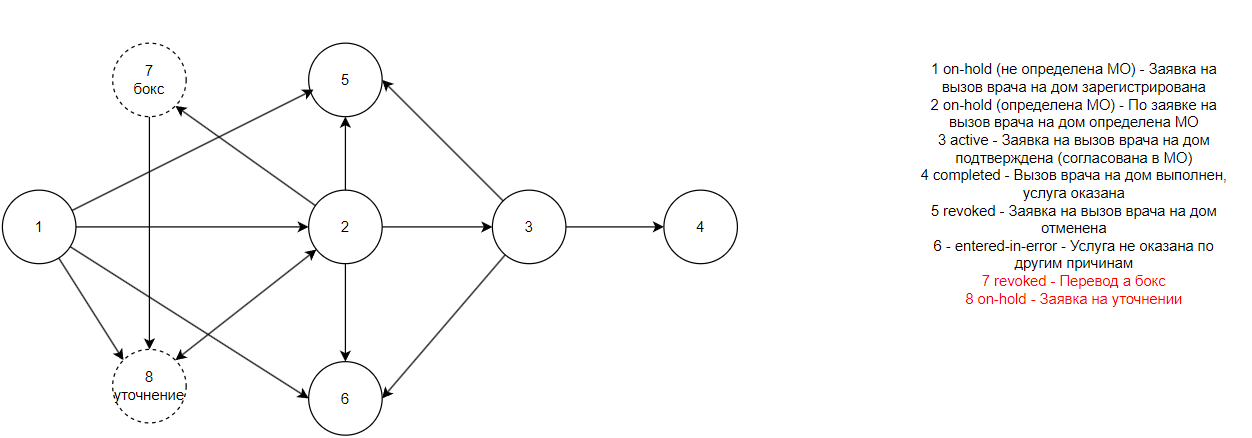 7
бокс
5
1
2
3
4
8
уточнение
6
1 on-hold (не определена МО) - Заявка на
вызов врача на дом зарегистрирована
2 on-hold (определена МО) - По заявке на
вызов врача на дом определена МО
3 active - Заявка на вызов врача на дом
подтверждена (согласована в МО)
4 completed - Вызов врача на дом выполнен,
услуга оказана
5 revoked - Заявка на вызов врача на дом
отменена
6 - entered-in-error - Услуга не оказана по
другим причинам
7 revoked - Перевод а бокс
8 on-hold - Заявка на уточнении